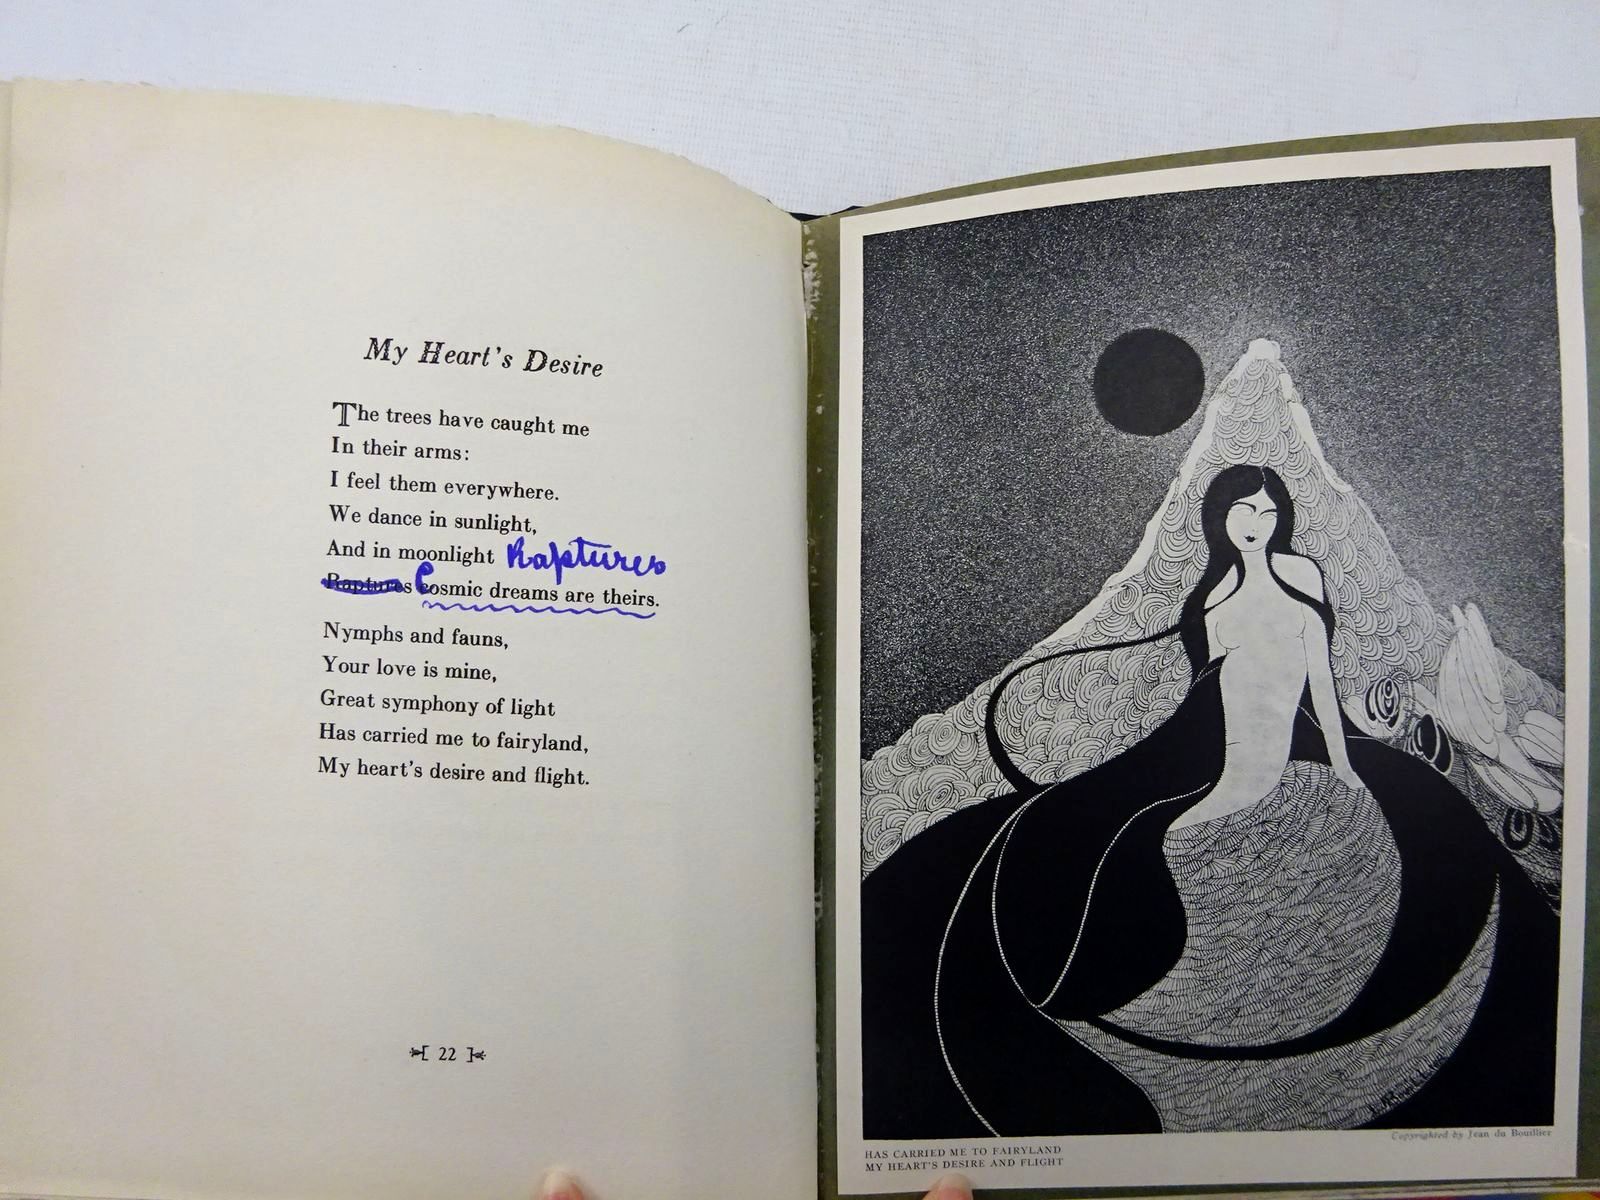 My Heart's Desire
The trees have caught me
In their arms:
I feel them everywhere.
We dance in sunlight,
And in moonlight Raptures
Raptures Cosmic dreams are theirs.
Nymphs and fauns,
Your love is mine,
Great symphony of light
Has carried me to fairyland,
My heart's desire and flight.
[ 22 ]
Copyrighted by Jean du Bouillier
HAS CARRIED ME TO FAIRYLAND
MY HEART'S DESIRE AND FLIGHT